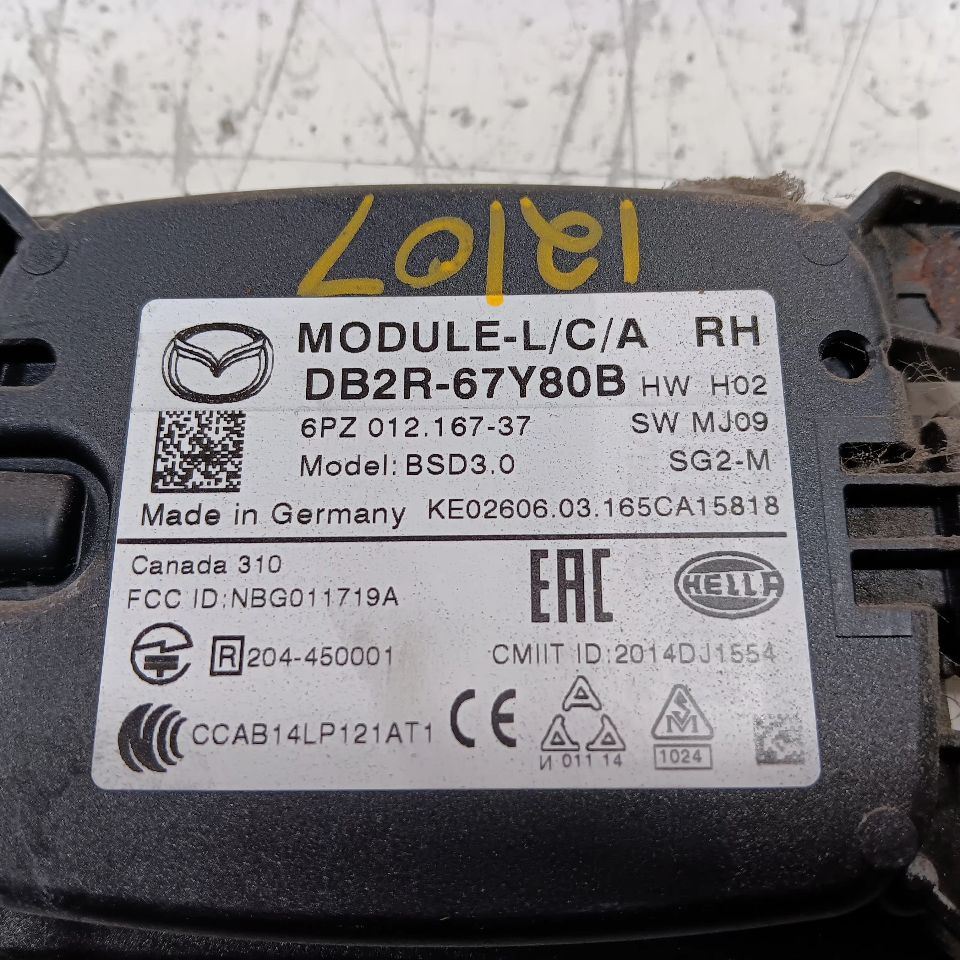 12107
MODULE-L/C/A RH
DB2R-67Y80B HW H02
6PZ 012.167-37 SW MJ09
Model: BSD3.0 SG2-M
Made in Germany KE02606.03.165CA15818
Canada 310
FCC ID:NBG011719A
EAC
HELLA
R 204-450001
CMIIT ID:2014DJ1554
CCAB14LP121AT1
CE
И 011 14
SM
1024